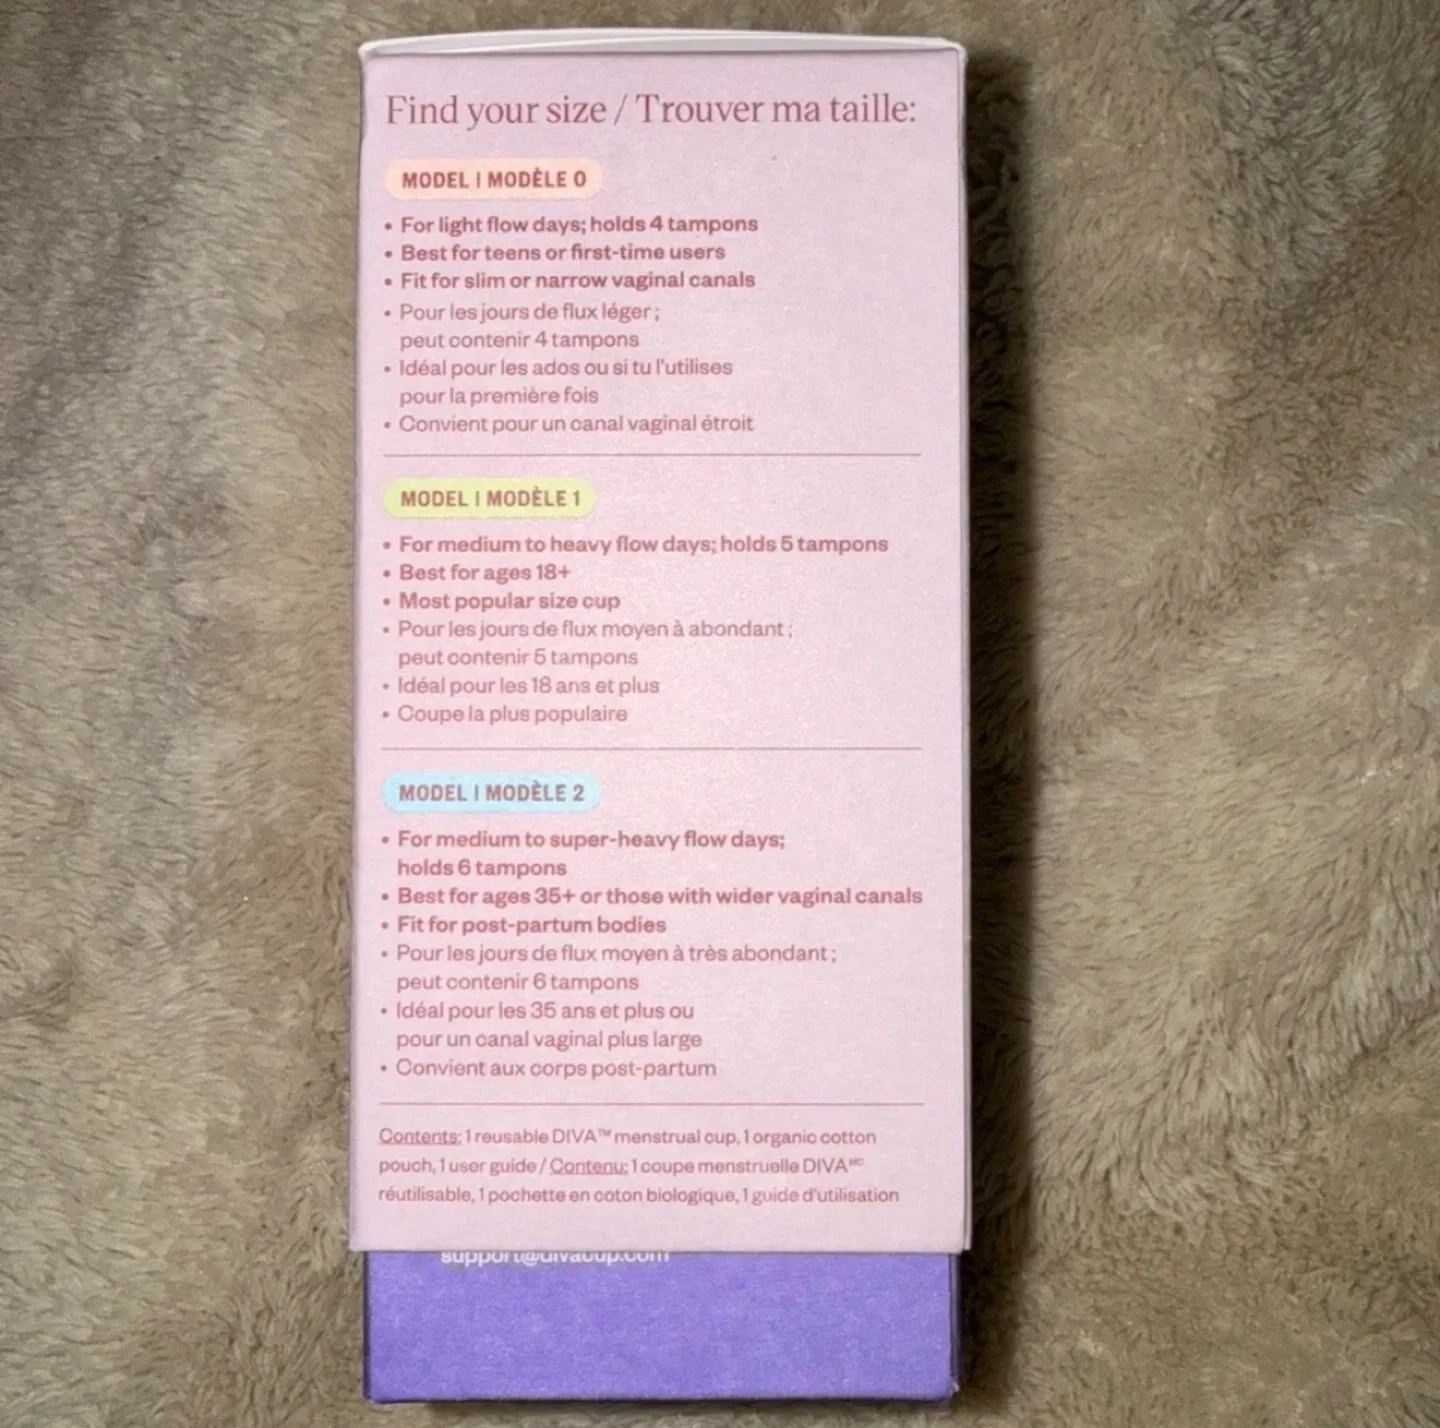 Find your size / Trouver ma taille:
MODEL | MODÈLE 0
• For light flow days; holds 4 tampons
• Best for teens or first-time users
• Fit for slim or narrow vaginal canals
• Pour les jours de flux léger ;
peut contenir 4 tampons
• Idéal pour les ados ou si tu l'utilises
pour la première fois
• Convient pour un canal vaginal étroit
MODEL | MODÈLE 1
• For medium to heavy flow days; holds 5 tampons
• Best for ages 18+
• Most popular size cup
• Pour les jours de flux moyen à abondant ;
peut contenir 5 tampons
• Idéal pour les 18 ans et plus
• Coupe la plus populaire
MODEL | MODÈLE 2
• For medium to super-heavy flow days;
holds 6 tampons
• Best for ages 35+ or those with wider vaginal canals
• Fit for post-partum bodies
• Pour les jours de flux moyen à très abondant ;
peut contenir 6 tampons
• Idéal pour les 35 ans et plus ou
pour un canal vaginal plus large
• Convient aux corps post-partum
Contents: 1 reusable DIVA™ menstrual cup, 1 organic cotton
pouch, 1 user guide / Contenu: 1 coupe menstruelle DIVAᴹᶜ
réutilisable, 1 pochette en coton biologique, 1 guide d'utilisation
support@divacup.com